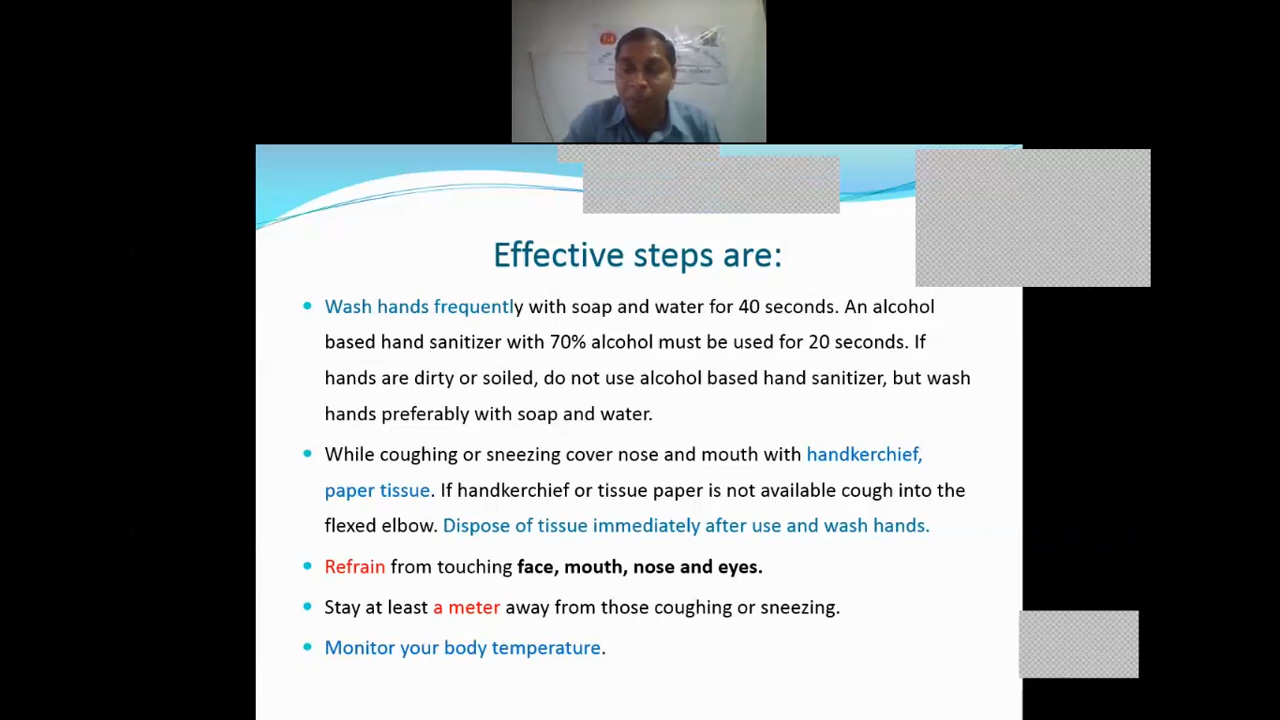 Effective steps are:
Wash hands frequently with soap and water for 40 seconds. An alcohol
based hand sanitizer with 70% alcohol must be used for 20 seconds. If
hands are dirty or soiled, do not use alcohol based hand sanitizer, but wash
hands preferably with soap and water.
While coughing or sneezing cover nose and mouth with handkerchief,
paper tissue. If handkerchief or tissue paper is not available cough into the
flexed elbow. Dispose of tissue immediately after use and wash hands.
Refrain from touching face, mouth, nose and eyes.
Stay at least a meter away from those coughing or sneezing.
Monitor your body temperature.